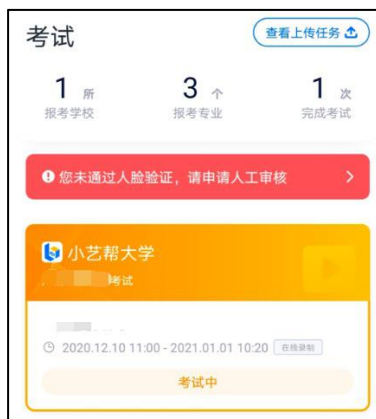 考试
查看上传任务
1 所
3 个
1 次
报考学校
报考专业
完成考试
您未通过人脸验证，请申请人工审核
小艺帮大学
考试
2020.12.10 11:00 - 2021.01.01 10:20 在线录制
考试中